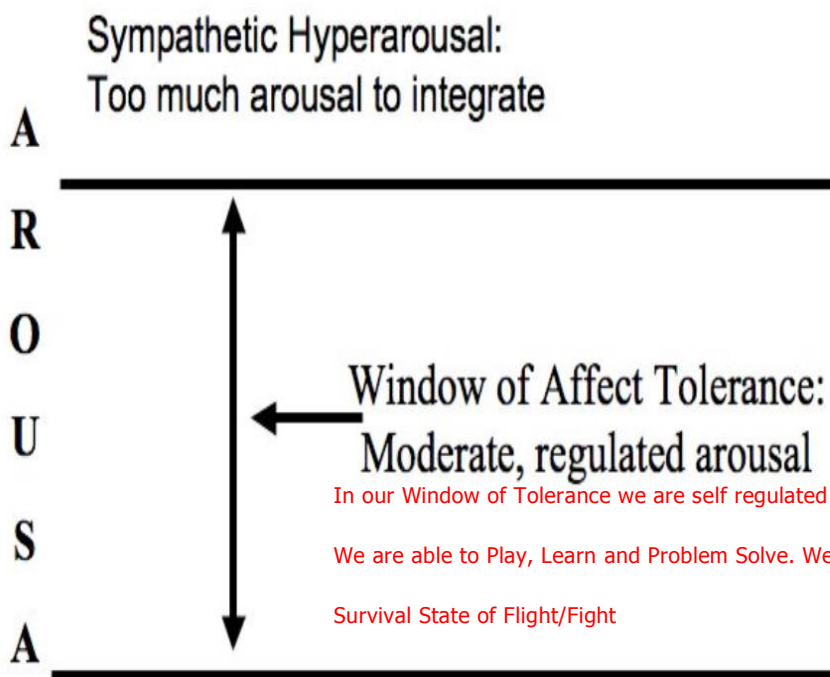 Sympathetic Hyperarousal:
Too much arousal to integrate
A
R
O
U
S
A
Window of Affect Tolerance:
Moderate, regulated arousal
In our Window of Tolerance we are self regulated
We are able to Play, Learn and Problem Solve. We
Survival State of Flight/Fight